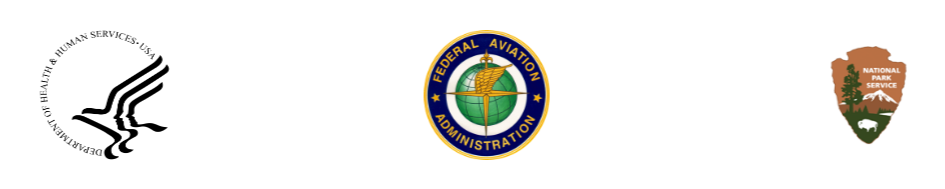 DEPARTMENT OF HEALTH & HUMAN SERVICES • USA
FEDERAL AVIATION
ADMINISTRATION
NATIONAL
PARK
SERVICE